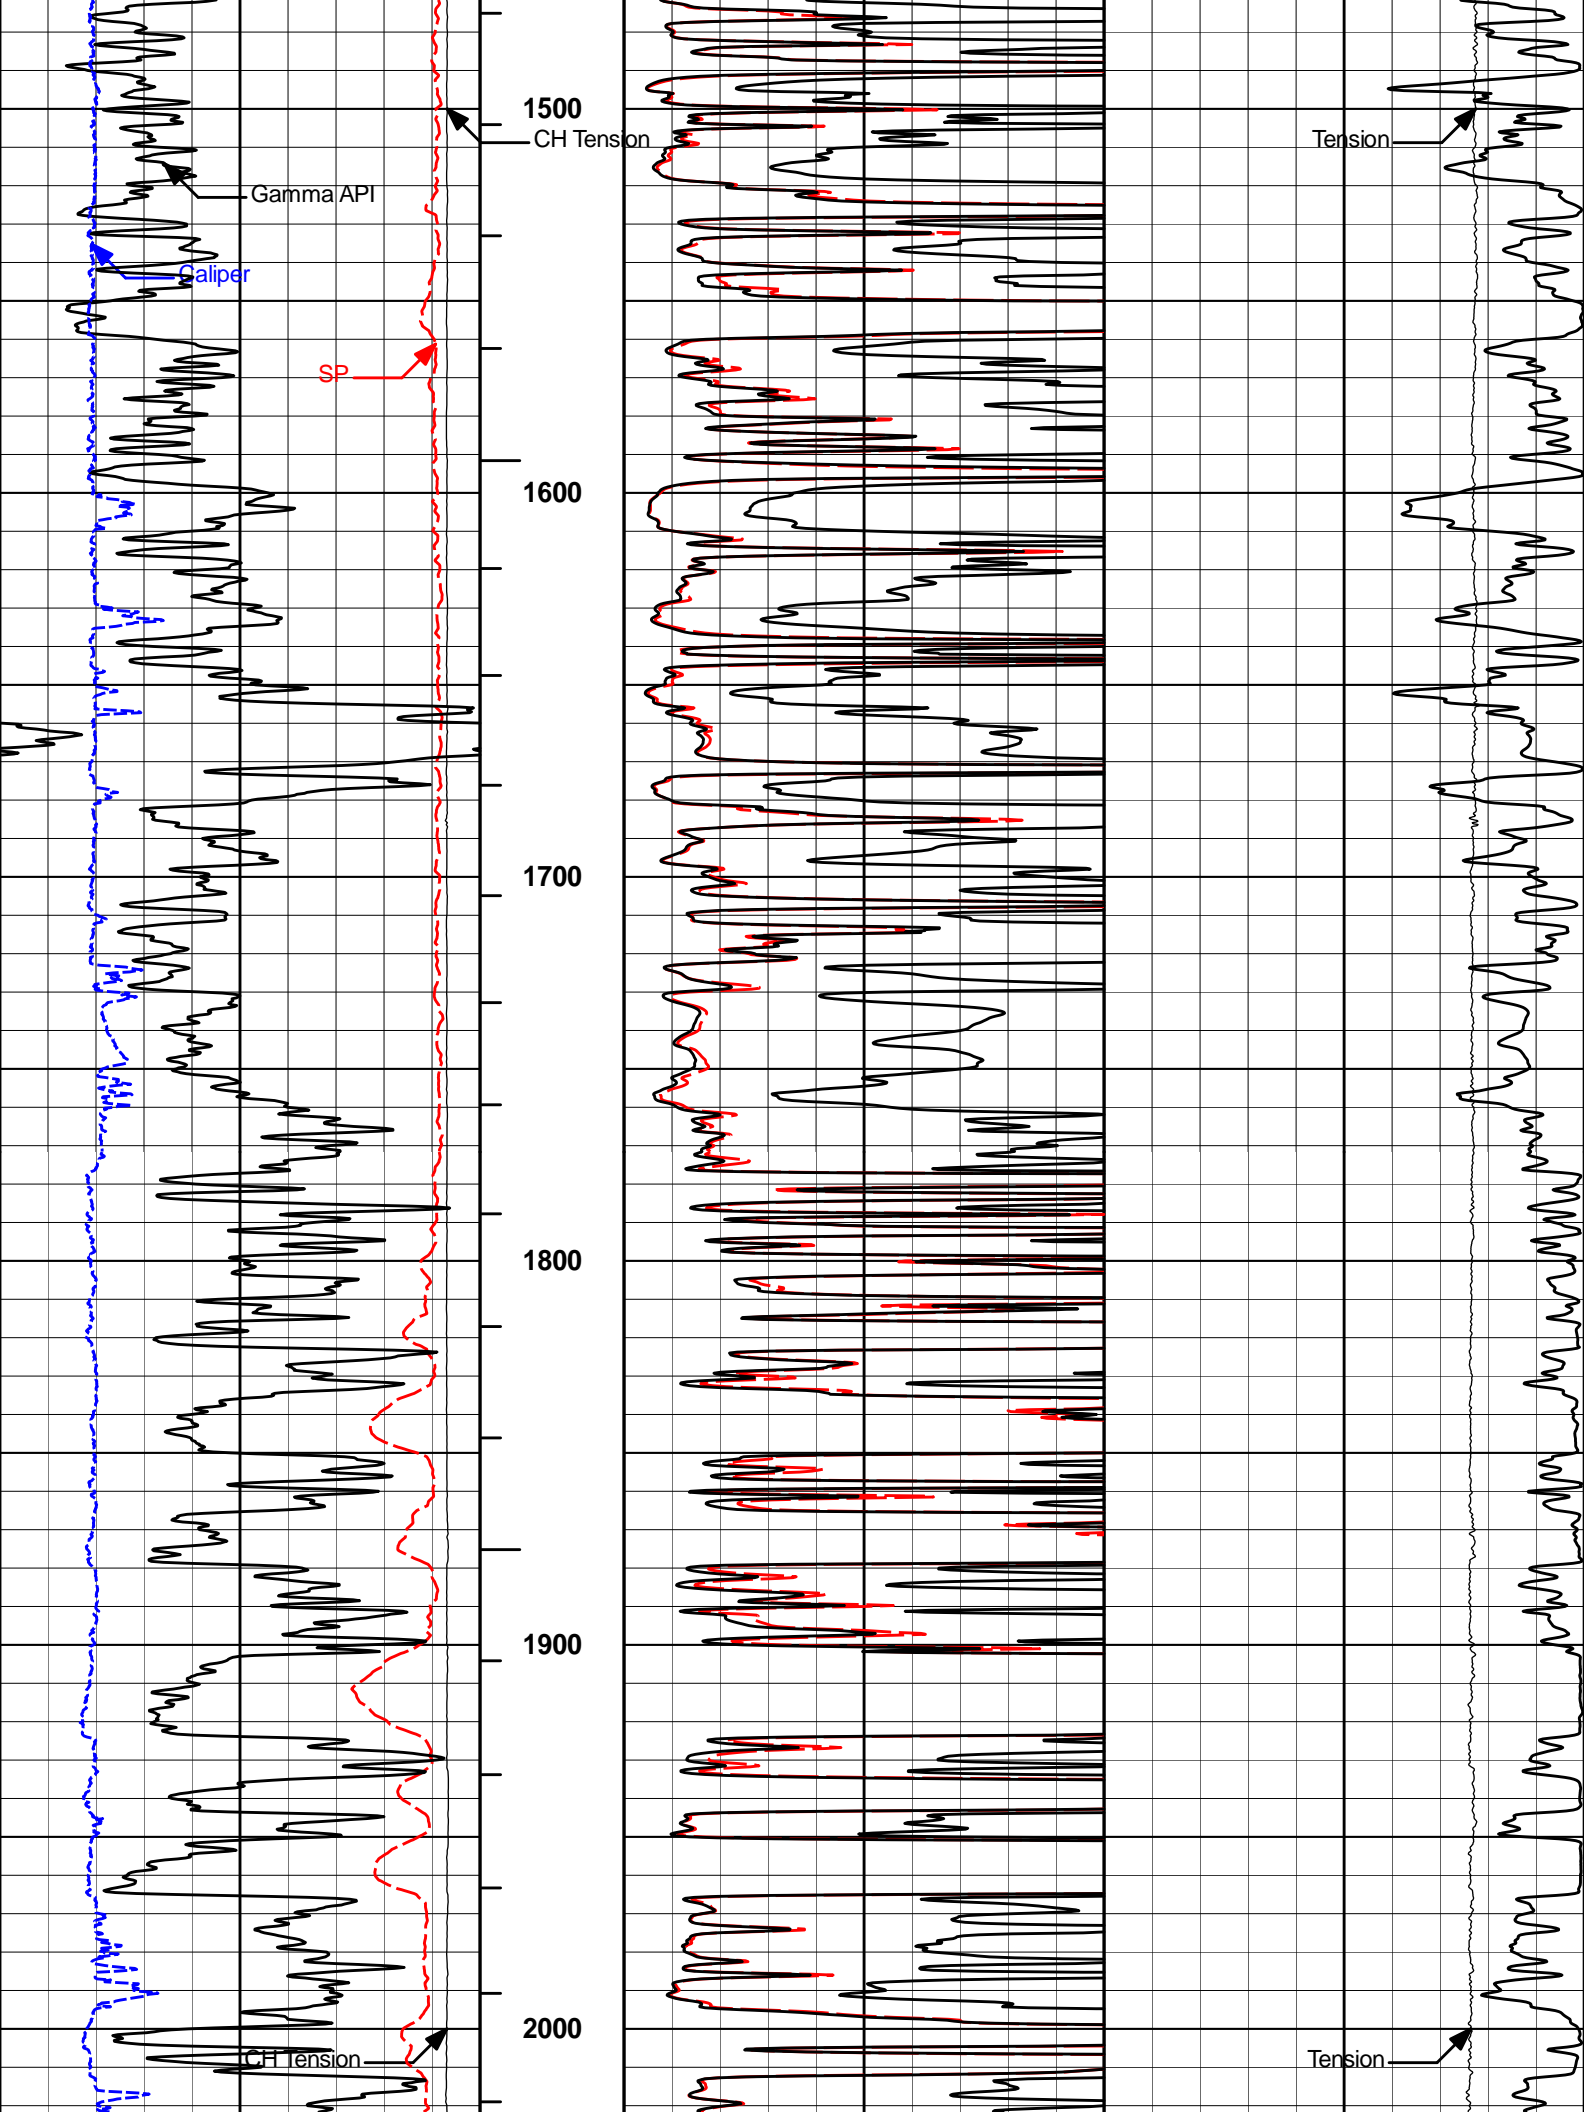 1500
CH Tension
Tension
Gamma API
Caliper
SP
1600
1700
1800
1900
2000
CH Tension
Tension